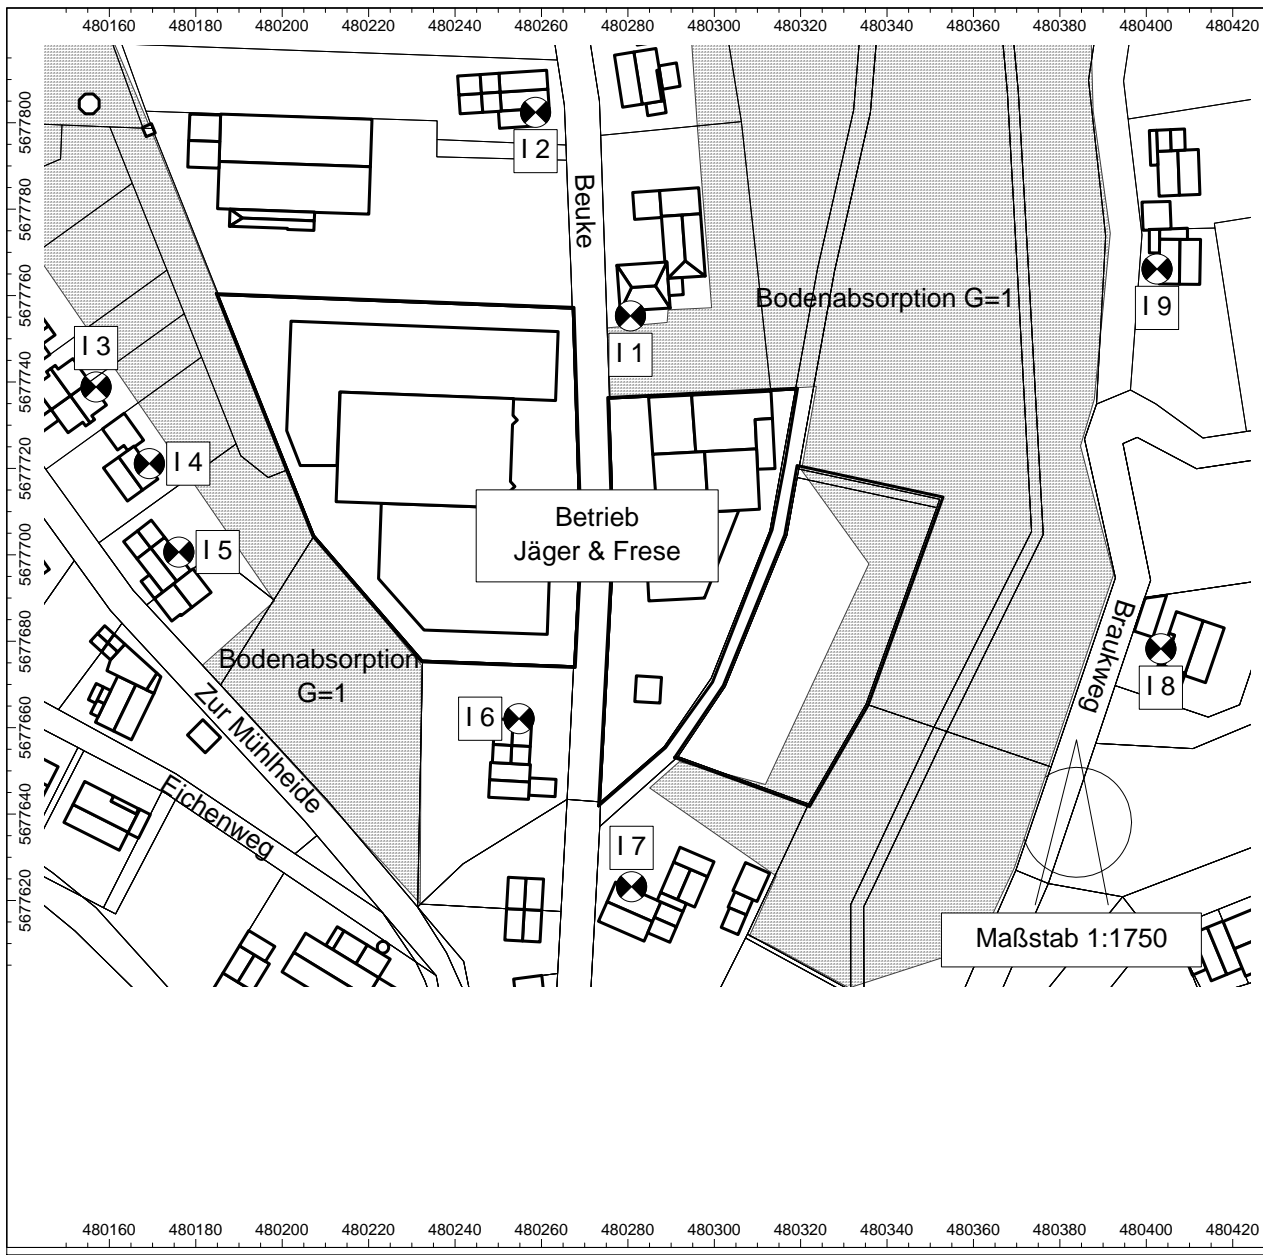 480160 480180 480200 480220 480240 480260 480280 480300 480320 480340 480360 480380 480400 480420
5677800
5677780
5677760
5677740
5677720
5677700
5677680
5677660
5677640
5677620
I 2
Beuke
Bodenabsorption G=1
I 9
I 1
I 3
I 4
I 5
Betrieb
Jäger & Frese
Braukweg
I 8
Bodenabsorption
G=1
I 6
Zur Mühlheide
Eichenweg
I 7
Maßstab 1:1750
480160 480180 480200 480220 480240 480260 480280 480300 480320 480340 480360 480380 480400 480420